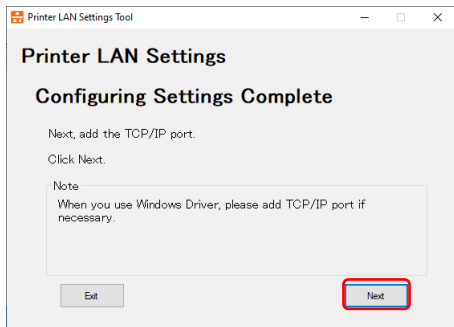 Printer LAN Settings Tool
Printer LAN Settings
Configuring Settings Complete
Next, add the TCP/IP port.
Click Next.
Note
When you use Windows Driver, please add TCP/IP port if
necessary.
Exit
Next